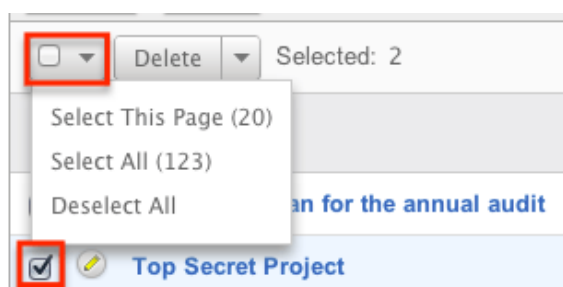 Delete Selected: 2
Select This Page (20)
Select All (123)
Deselect All
an for the annual audit
Top Secret Project